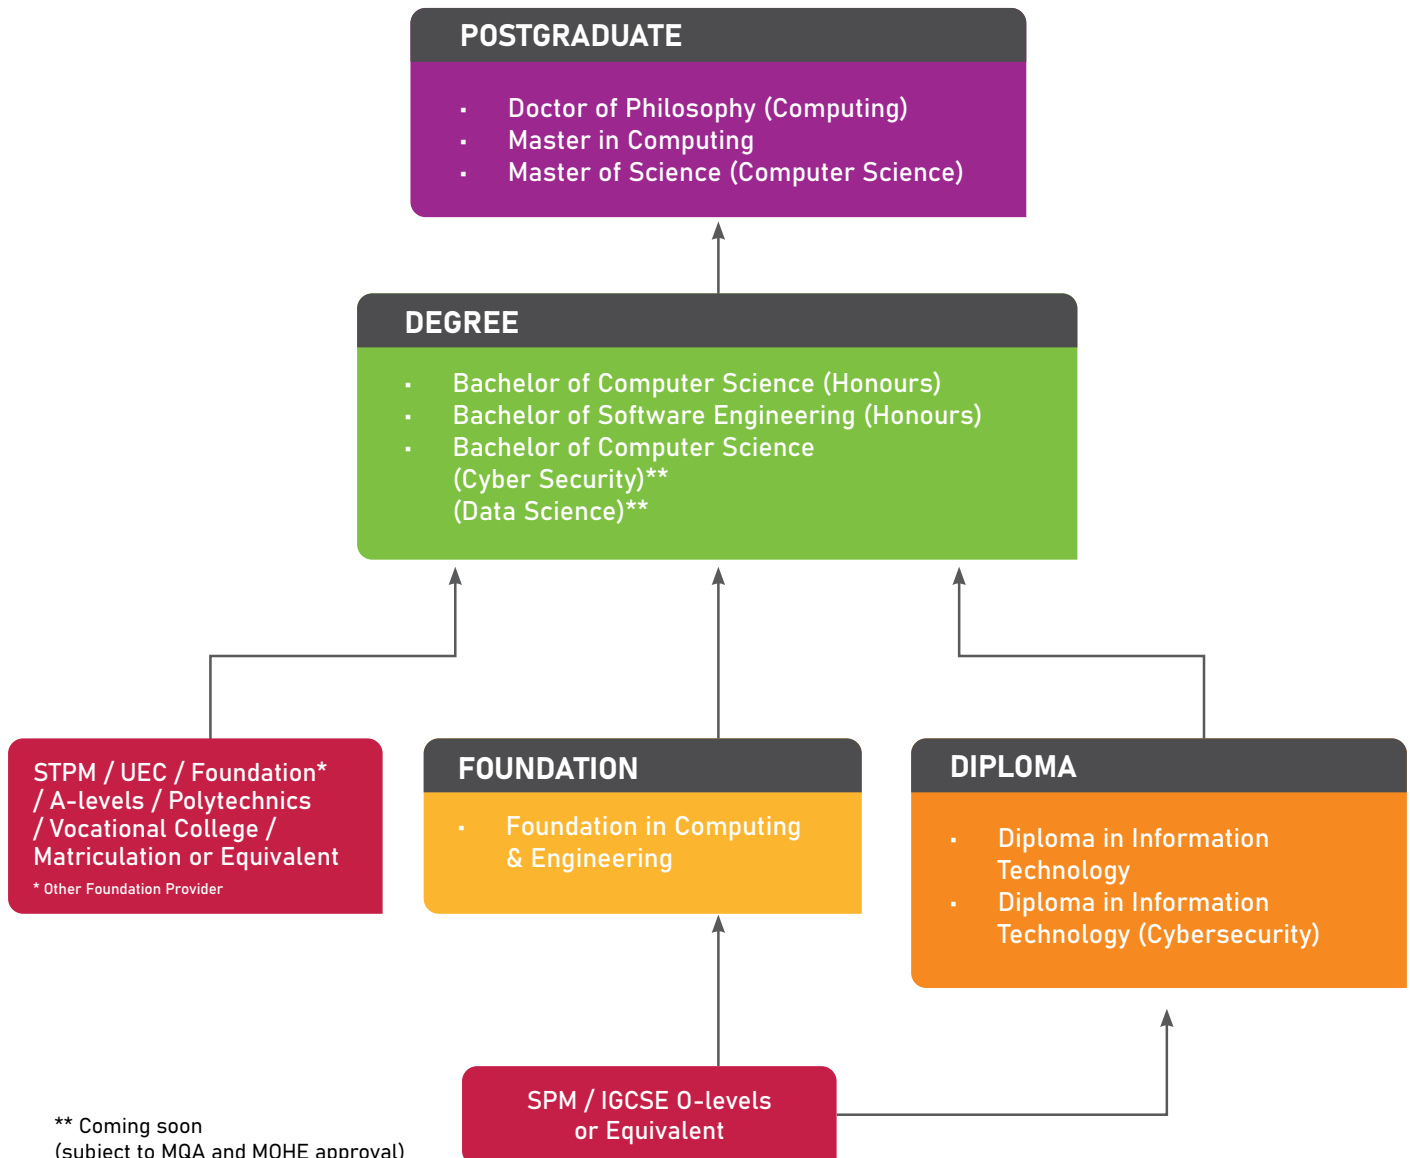 POSTGRADUATE
▪ Doctor of Philosophy (Computing)
▪ Master in Computing
▪ Master of Science (Computer Science)
DEGREE
▪ Bachelor of Computer Science (Honours)
▪ Bachelor of Software Engineering (Honours)
▪ Bachelor of Computer Science
(Cyber Security)**
(Data Science)**
STPM / UEC / Foundation*
/ A-levels / Polytechnics
/ Vocational College /
Matriculation or Equivalent
* Other Foundation Provider
FOUNDATION
▪ Foundation in Computing
& Engineering
DIPLOMA
▪ Diploma in Information
Technology
▪ Diploma in Information
Technology (Cybersecurity)
SPM / IGCSE O-levels
or Equivalent
** Coming soon
(subject to MQA and MOHE approval)